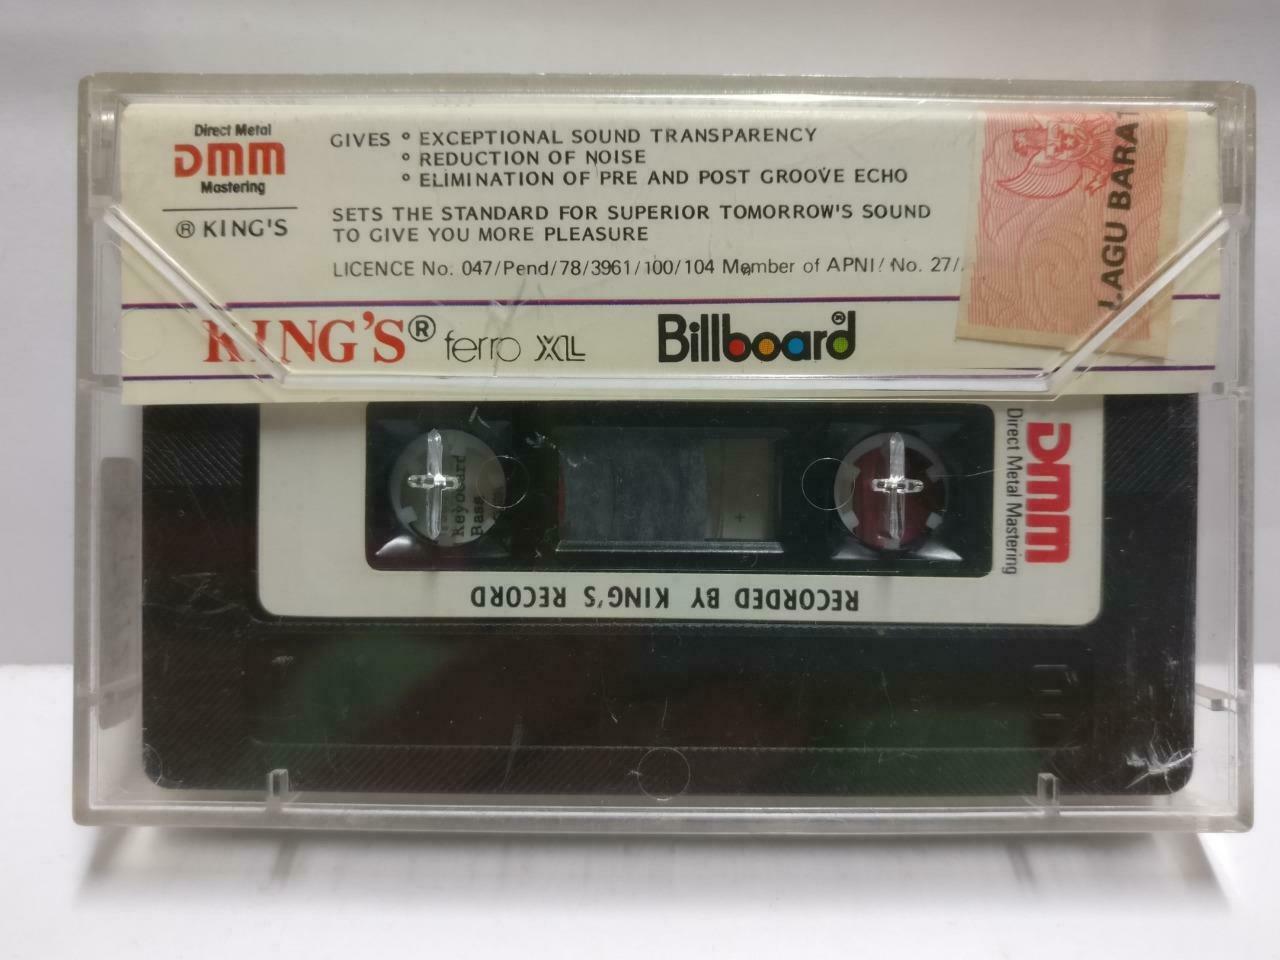 Direct Metal
DMM
Mastering
® KING'S
GIVES ° EXCEPTIONAL SOUND TRANSPARENCY
° REDUCTION OF NOISE
° ELIMINATION OF PRE AND POST GROOVE ECHO
SETS THE STANDARD FOR SUPERIOR TOMORROW'S SOUND
TO GIVE YOU MORE PLEASURE
LICENCE No. 047/Pend/78/3961/100/104 Member of APNI No. 27/
LAGU BARAT
KING'S® ferro XL
Billboard®
Keyboard
Bass
DMM
Direct Metal Mastering
RECORDED BY KING'S RECORD